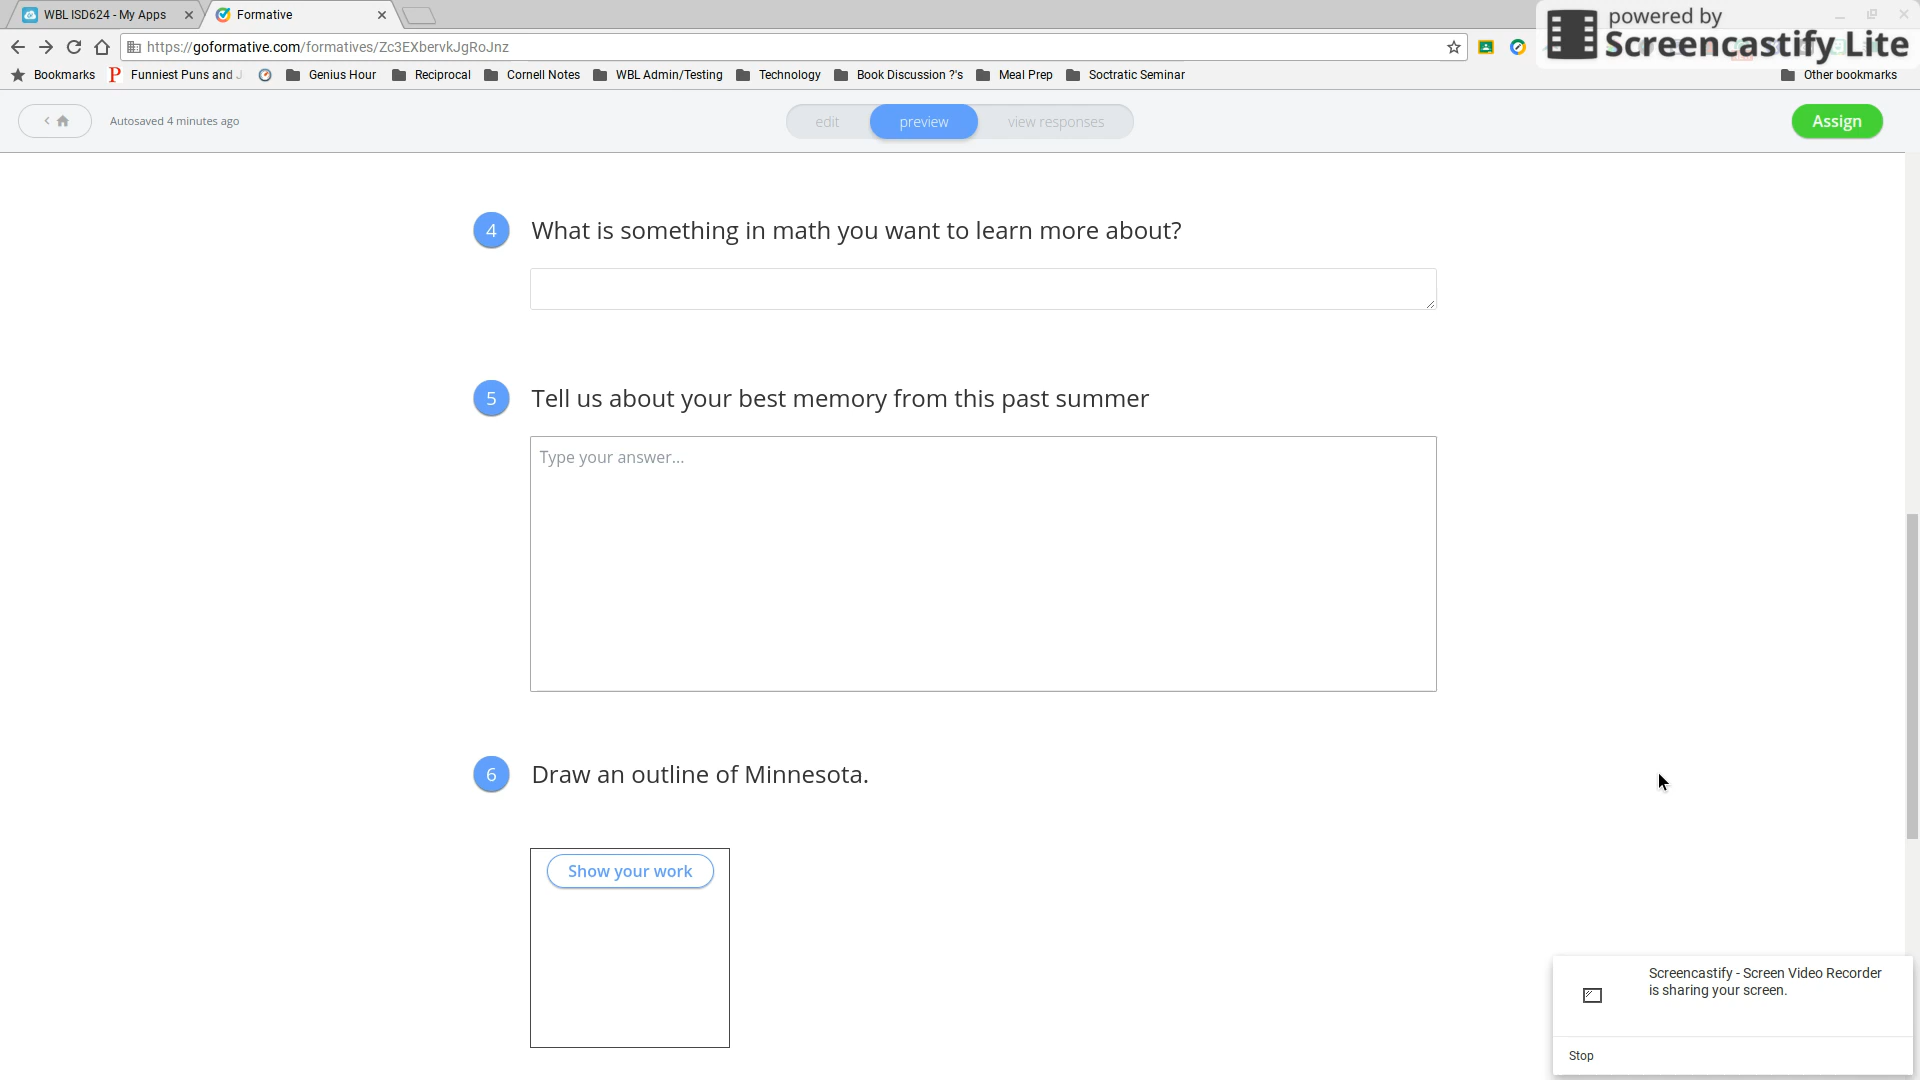 WBL ISD624 - My Apps
Formative
powered by
Screencastify Lite
https://goformative.com/formatives/Zc3EXbervkJgRoJnz
Bookmarks
Funniest Puns and J
Genius Hour
Reciprocal
Cornell Notes
WBL Admin/Testing
Technology
Book Discussion ?'s
Meal Prep
Soctratic Seminar
Other bookmarks
Autosaved 4 minutes ago
edit
preview
view responses
Assign
4 What is something in math you want to learn more about?
5 Tell us about your best memory from this past summer
Type your answer...
6 Draw an outline of Minnesota.
Show your work
Screencastify - Screen Video Recorder
is sharing your screen.
Stop